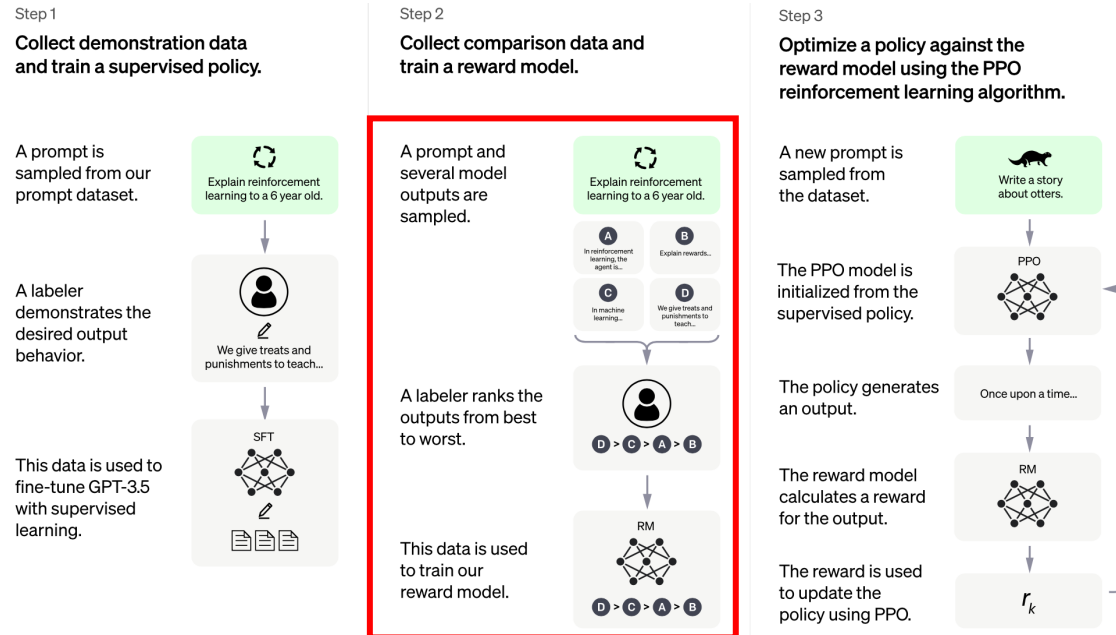 Step 1
Collect demonstration data
and train a supervised policy.
A prompt is
sampled from our
prompt dataset.
Explain reinforcement
learning to a 6 year old.
A labeler
demonstrates the
desired output
behavior.
We give treats and
punishments to teach...
SFT
This data is used to
fine-tune GPT-3.5
with supervised
learning.
Step 2
Collect comparison data and
train a reward model.
A prompt and
several model
outputs are
sampled.
Explain reinforcement
learning to a 6 year old.
A
In reinforcement
learning, the
agent is...
B
Explain rewards...
C
In machine
learning...
D
We give treats and
punishments to
teach...
A labeler ranks the
outputs from best
to worst.
D > C > A > B
RM
This data is used
to train our
reward model.
D > C > A > B
Step 3
Optimize a policy against the
reward model using the PPO
reinforcement learning algorithm.
A new prompt is
sampled from
the dataset.
Write a story
about otters.
PPO
The PPO model is
initialized from the
supervised policy.
The policy generates
an output.
Once upon a time...
RM
The reward model
calculates a reward
for the output.
The reward is used
to update the
policy using PPO.
rk